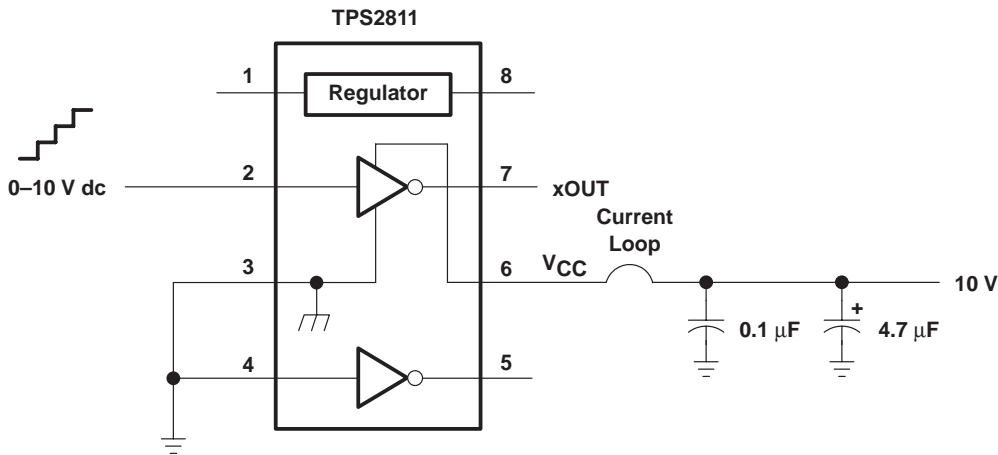 TPS2811
1
Regulator
8
0–10 V dc
2
7
xOUT
Current
Loop
3
6
VCC
10 V
+
0.1 μF
4.7 μF
4
5